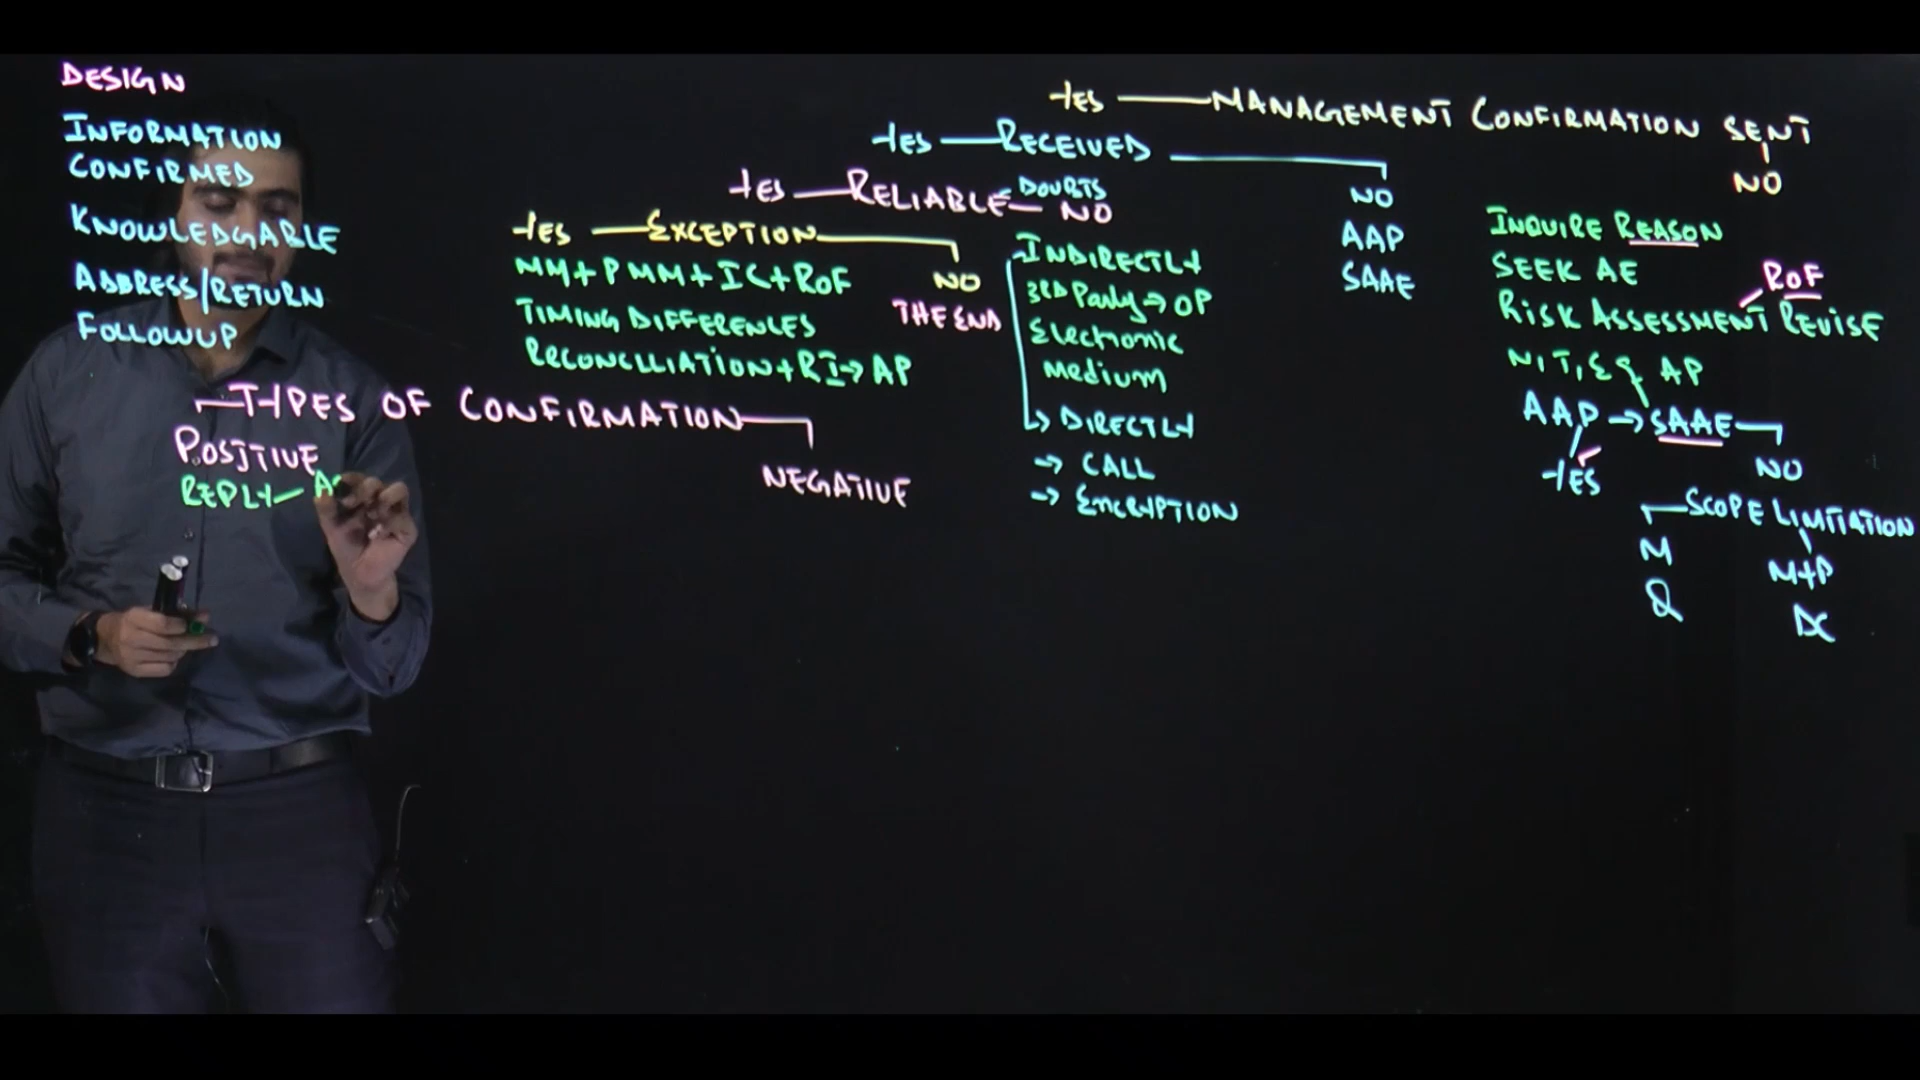 DESIGN
INFORMATION
CONFIRMED
KNOWLEDGABLE
ADDRESS/RETURN
FOLLOWUP
YES — MANAGEMENT CONFIRMATION SENT
NO
YES — RECEIVED
NO
AAP
SAAE
YES — RELIABLE — DOUBTS
NO
YES — EXCEPTION
NO
THE END
MM + PMM + IC + ROF
TIMING DIFFERENCES
RECONCILIATION + RI → AP
INDIRECTLY
3RD Party → OP
Electronic
Medium
↳ DIRECTLY
→ CALL
→ ENCRYPTION
INQUIRE REASON
SEEK AE
ROF
RISK ASSESSMENT REVISE
N, T, E of AP
AAP → SAAE
YES
NO
SCOPE LIMTIATION
M
M+P
Q
DC
TYPES OF CONFIRMATION
POSITIVE
REPLY —
NEGATIVE